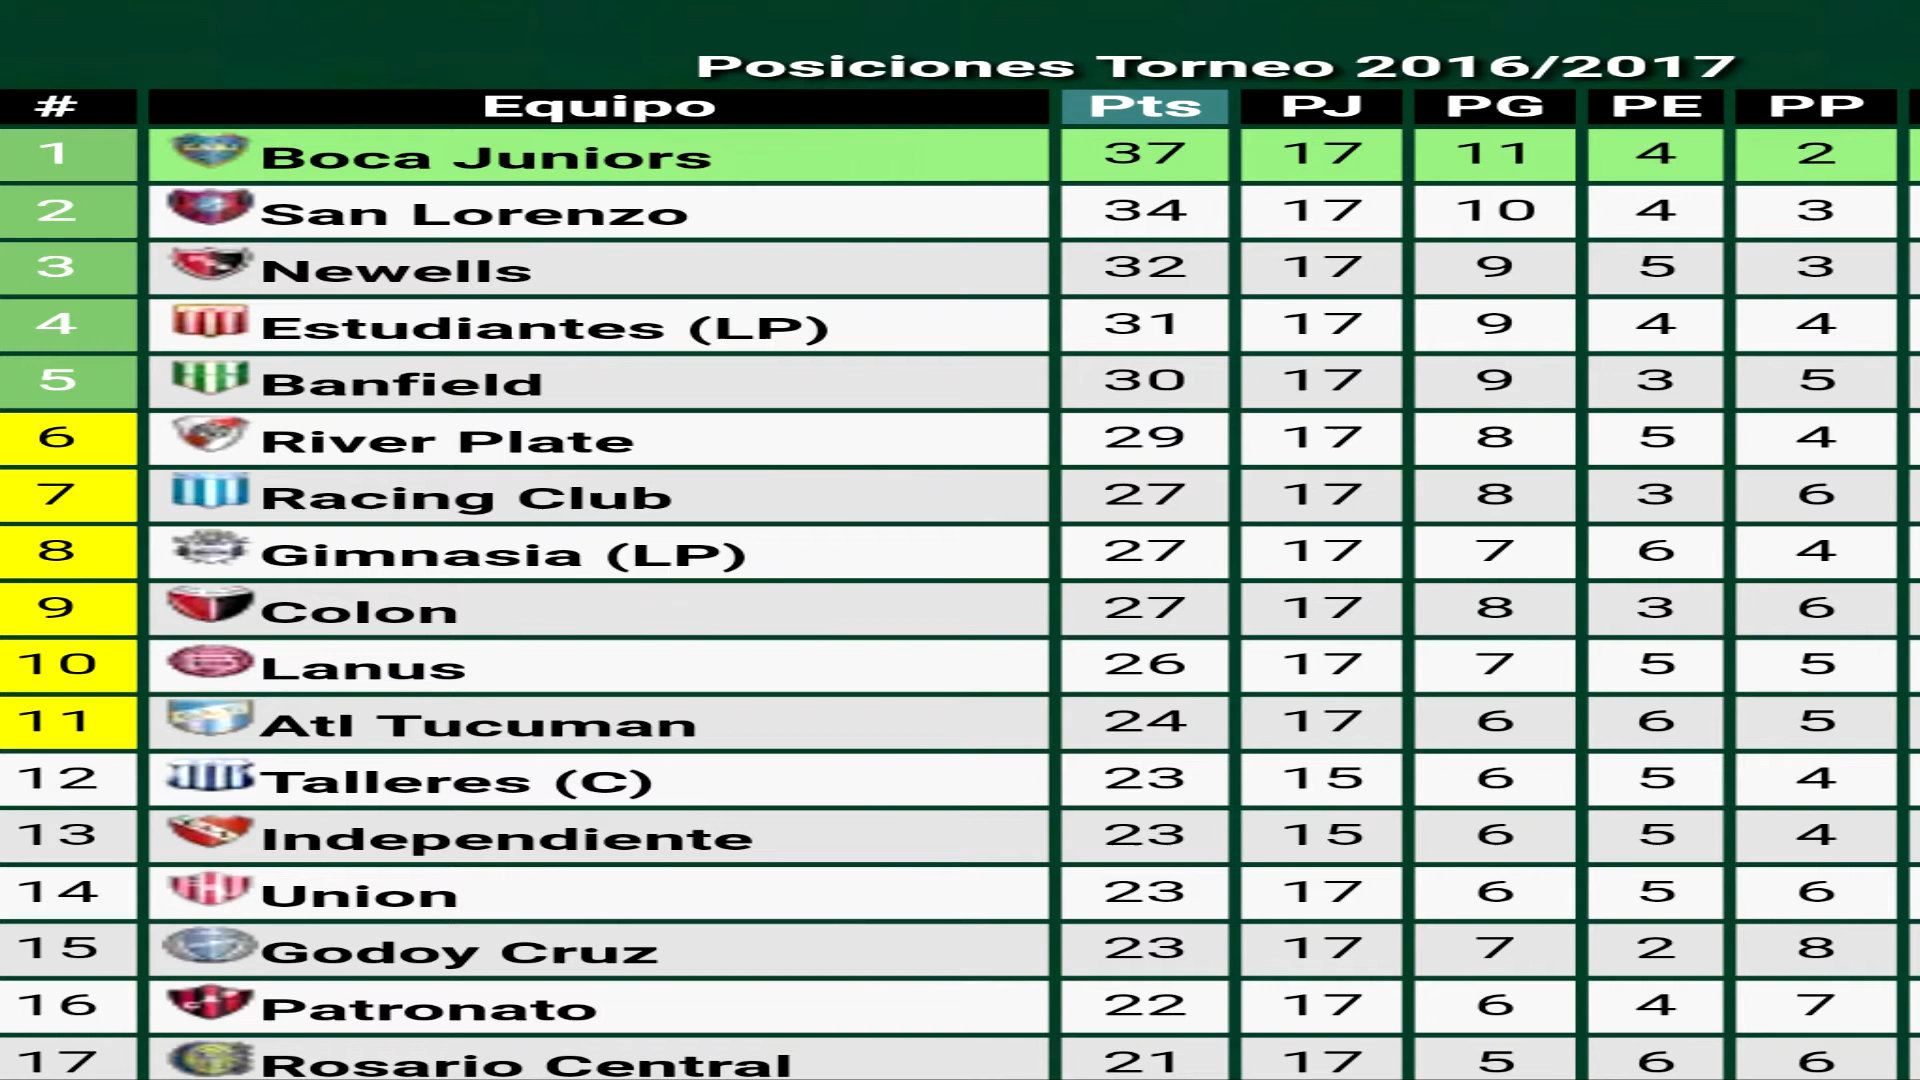 Posiciones Torneo 2016/2017
# Equipo Pts PJ PG PE PP
1 Boca Juniors 37 17 11 4 2
2 San Lorenzo 34 17 10 4 3
3 Newells 32 17 9 5 3
4 Estudiantes (LP) 31 17 9 4 4
5 Banfield 30 17 9 3 5
6 River Plate 29 17 8 5 4
7 Racing Club 27 17 8 3 6
8 Gimnasia (LP) 27 17 7 6 4
9 Colon 27 17 8 3 6
10 Lanus 26 17 7 5 5
11 Atl Tucuman 24 17 6 6 5
12 Talleres (C) 23 15 6 5 4
13 Independiente 23 15 6 5 4
14 Union 23 17 6 5 6
15 Godoy Cruz 23 17 7 2 8
16 Patronato 22 17 6 4 7
17 Rosario Central 21 17 5 6 6